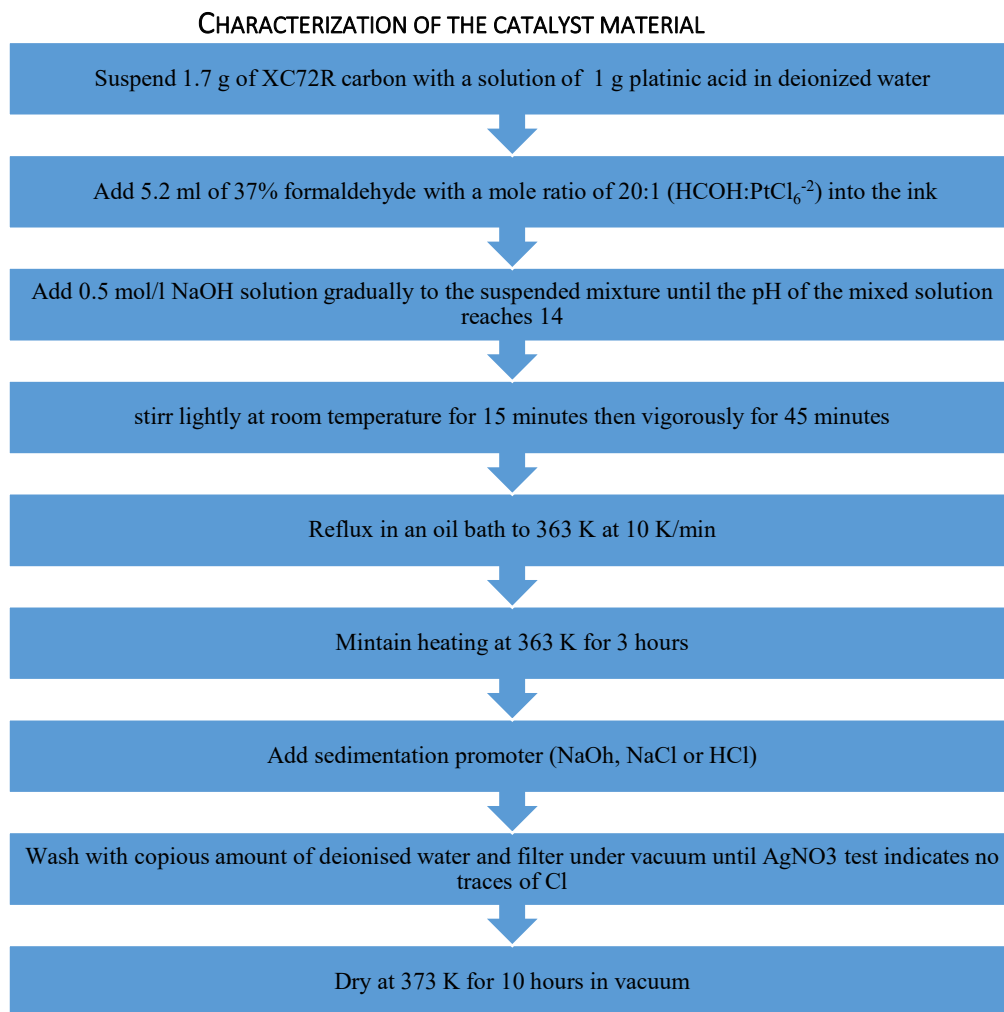 CHARACTERIZATION OF THE CATALYST MATERIAL
Suspend 1.7 g of XC72R carbon with a solution of 1 g platinic acid in deionized water
Add 5.2 ml of 37% formaldehyde with a mole ratio of 20:1 (HCOH:PtCl₆⁻²) into the ink
Add 0.5 mol/l NaOH solution gradually to the suspended mixture until the pH of the mixed solution
reaches 14
stirr lightly at room temperature for 15 minutes then vigorously for 45 minutes
Reflux in an oil bath to 363 K at 10 K/min
Mintain heating at 363 K for 3 hours
Add sedimentation promoter (NaOh, NaCl or HCl)
Wash with copious amount of deionised water and filter under vacuum until AgNO3 test indicates no
traces of Cl
Dry at 373 K for 10 hours in vacuum